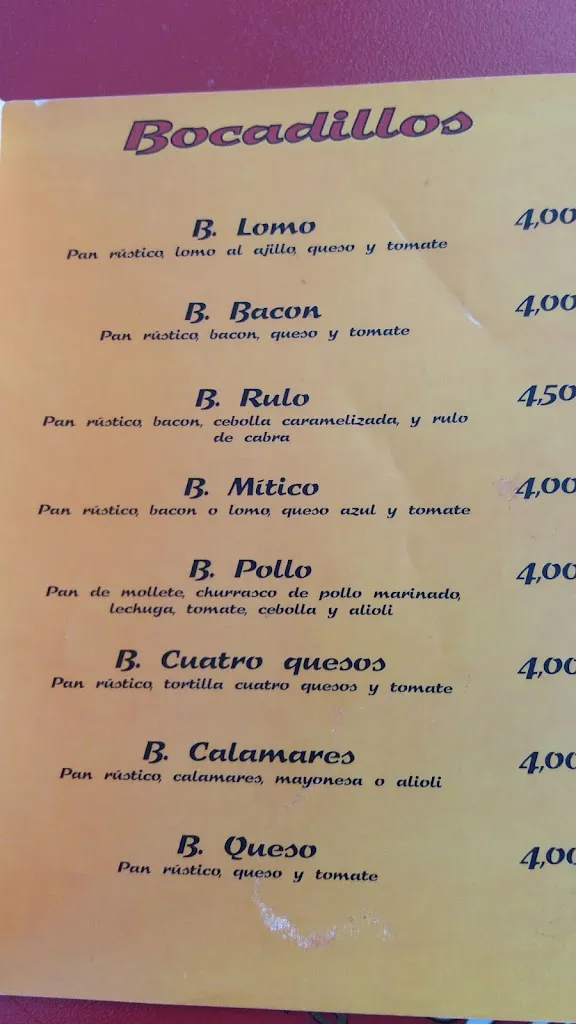 Bocadillos
B. Lomo 4,00
Pan rústico, lomo al ajillo, queso y tomate
B. Bacon 4,00
Pan rústico, bacon, queso y tomate
B. Rulo 4,50
Pan rústico, bacon, cebolla caramelizada, y rulo
de cabra
B. Mítico 4,00
Pan rústico, bacon o lomo, queso azul y tomate
B. Pollo 4,00
Pan de mollete, churrasco de pollo marinado,
lechuga, tomate, cebolla y alioli
B. Cuatro quesos 4,00
Pan rústico, tortilla cuatro quesos y tomate
B. Calamares 4,00
Pan rústico, calamares, mayonesa o alioli
B. Queso 4,00
Pan rústico, queso y tomate